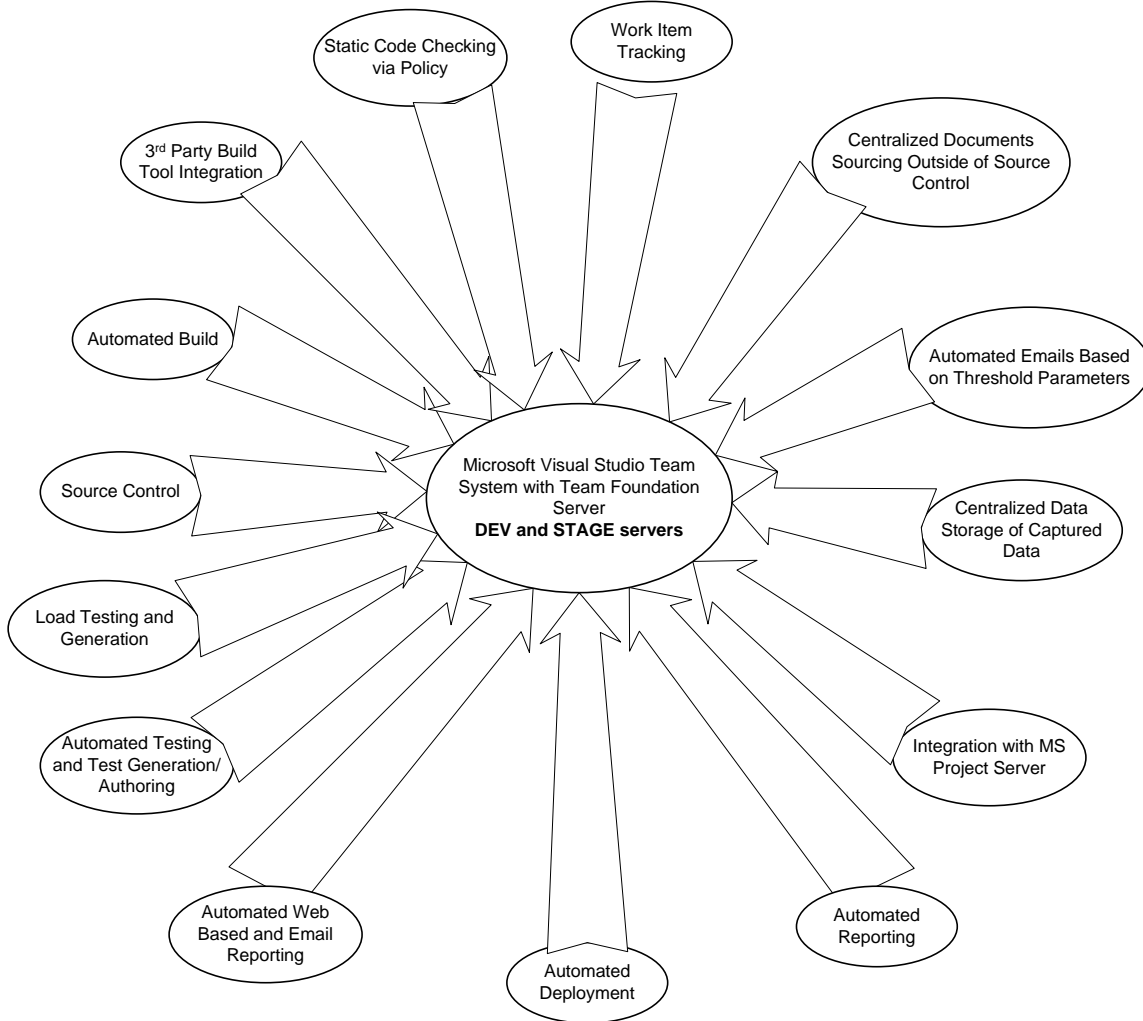 Static Code Checking
via Policy
Work Item
Tracking
3rd Party Build
Tool Integration
Centralized Documents
Sourcing Outside of Source
Control
Automated Build
Automated Emails Based
on Threshold Parameters
Source Control
Microsoft Visual Studio Team
System with Team Foundation
Server
DEV and STAGE servers
Centralized Data
Storage of Captured
Data
Load Testing and
Generation
Automated Testing
and Test Generation/
Authoring
Integration with MS
Project Server
Automated Web
Based and Email
Reporting
Automated
Reporting
Automated
Deployment